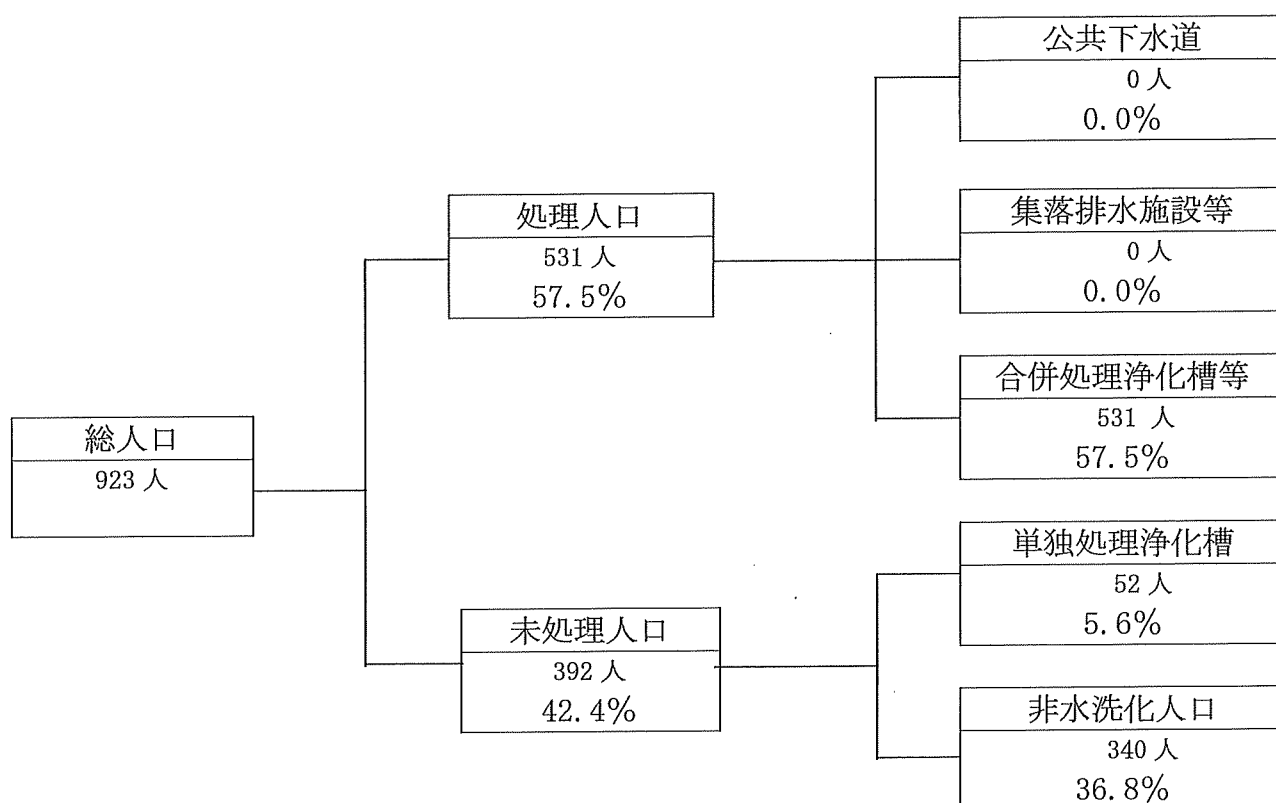 総人口
923 人
処理人口
531 人
57.5%
未処理人口
392 人
42.4%
公共下水道
0 人
0.0%
集落排水施設等
0 人
0.0%
合併処理浄化槽等
531 人
57.5%
単独処理浄化槽
52 人
5.6%
非水洗化人口
340 人
36.8%